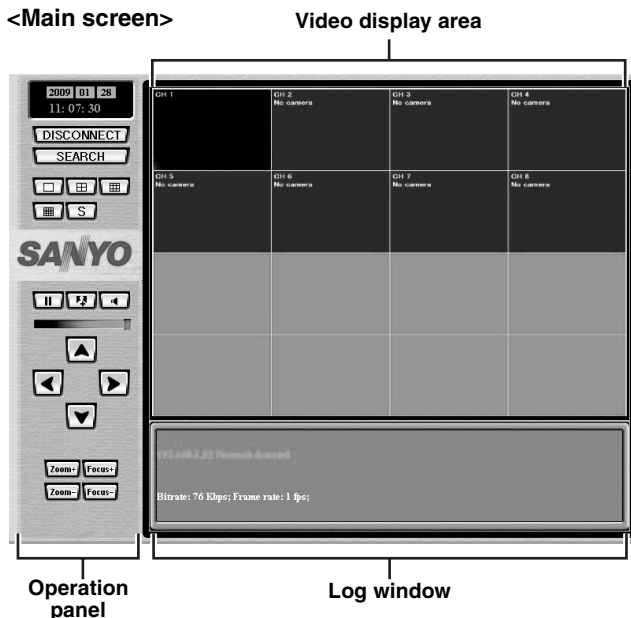 <Main screen>
Video display area
2009 01 28
11: 07: 30
DISCONNECT
SEARCH
S
SANYO
Zoom+ Focus+
Zoom- Focus-
CH 1
CH 2
No camera
CH 3
No camera
CH 4
No camera
CH 5
No camera
CH 6
No camera
CH 7
No camera
CH 8
No camera
Bitrate: 76 Kbps; Frame rate: 1 fps;
Operation
panel
Log window